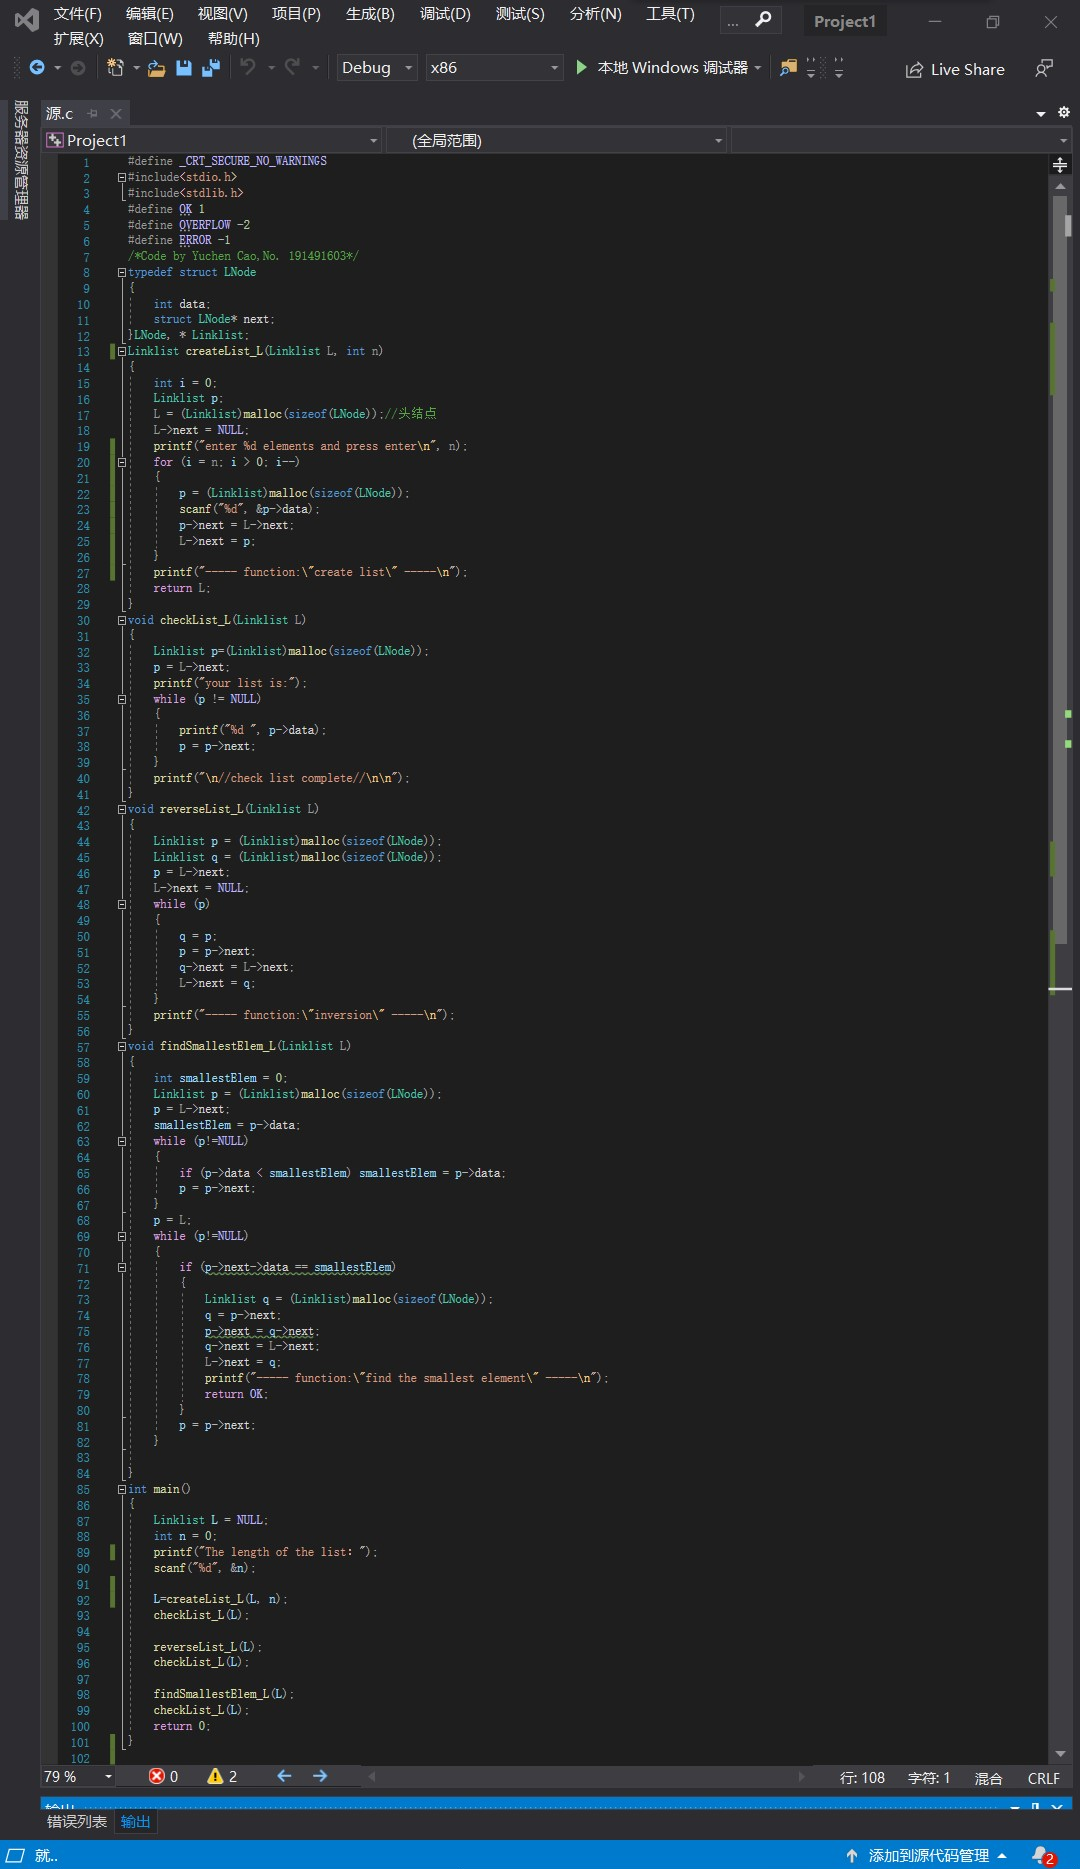 文件(F) 编辑(E) 视图(V) 项目(P) 生成(B) 调试(D) 测试(S) 分析(N) 工具(T) ... Project1
扩展(X) 窗口(W) 帮助(H)
Debug x86 本地 Windows 调试器 Live Share
服务器资源管理器
源.c
Project1 (全局范围)
1 #define _CRT_SECURE_NO_WARNINGS
2 #include<stdio.h>
3 #include<stdlib.h>
4 #define OK 1
5 #define OVERFLOW -2
6 #define ERROR -1
7 /*Code by Yuchen Cao,No. 191491603*/
8 typedef struct LNode
9 {
10 int data;
11 struct LNode* next;
12 }LNode, * Linklist;
13 Linklist createList_L(Linklist L, int n)
14 {
15 int i = 0;
16 Linklist p;
17 L = (Linklist)malloc(sizeof(LNode));//头结点
18 L->next = NULL;
19 printf("enter %d elements and press enter\n", n);
20 for (i = n; i > 0; i--)
21 {
22 p = (Linklist)malloc(sizeof(LNode));
23 scanf("%d", &p->data);
24 p->next = L->next;
25 L->next = p;
26 }
27 printf("----- function:\"create list\" -----\n");
28 return L;
29 }
30 void checkList_L(Linklist L)
31 {
32 Linklist p=(Linklist)malloc(sizeof(LNode));
33 p = L->next;
34 printf("your list is:");
35 while (p != NULL)
36 {
37 printf("%d ", p->data);
38 p = p->next;
39 }
40 printf("\n//check list complete//\n\n");
41 }
42 void reverseList_L(Linklist L)
43 {
44 Linklist p = (Linklist)malloc(sizeof(LNode));
45 Linklist q = (Linklist)malloc(sizeof(LNode));
46 p = L->next;
47 L->next = NULL;
48 while (p)
49 {
50 q = p;
51 p = p->next;
52 q->next = L->next;
53 L->next = q;
54 }
55 printf("----- function:\"inversion\" -----\n");
56 }
57 void findSmallestElem_L(Linklist L)
58 {
59 int smallestElem = 0;
60 Linklist p = (Linklist)malloc(sizeof(LNode));
61 p = L->next;
62 smallestElem = p->data;
63 while (p!=NULL)
64 {
65 if (p->data < smallestElem) smallestElem = p->data;
66 p = p->next;
67 }
68 p = L;
69 while (p!=NULL)
70 {
71 if (p->next->data == smallestElem)
72 {
73 Linklist q = (Linklist)malloc(sizeof(LNode));
74 q = p->next;
75 p->next = q->next;
76 q->next = L->next;
77 L->next = q;
78 printf("----- function:\"find the smallest element\" -----\n");
79 return OK;
80 }
81 p = p->next;
82 }
83
84 }
85 int main()
86 {
87 Linklist L = NULL;
88 int n = 0;
89 printf("The length of the list: ");
90 scanf("%d", &n);
91
92 L=createList_L(L, n);
93 checkList_L(L);
94
95 reverseList_L(L);
96 checkList_L(L);
97
98 findSmallestElem_L(L);
99 checkList_L(L);
100 return 0;
101 }
102
79 % 0 2 行: 108 字符: 1 混合 CRLF
输出
错误列表 输出
就.. 添加到源代码管理 2